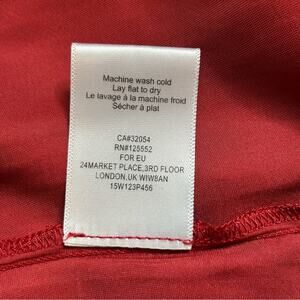 Machine wash cold
Lay flat to dry
Le lavage à la machine froid
Sécher à plat
CA#32054
RN#125552
FOR EU
24MARKET PLACE,3RD FLOOR
LONDON,UK WIW8AN
15W123P456